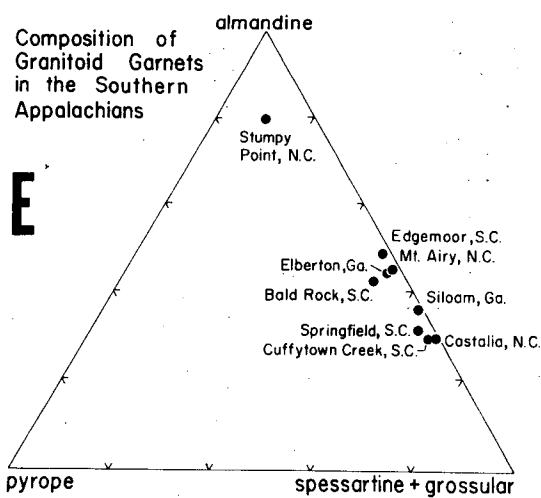 almandine
Composition of
Granitoid Garnets
in the Southern
Appalachians
Stumpy
Point, N.C.
E
Edgemoor, S.C.
Mt. Airy, N.C.
Elberton, Ga.
Bald Rock, S.C.
Siloam, Ga.
Springfield, S.C.
Castalia, N.C.
Cuffytown Creek, S.C.
pyrope
spessartine + grossular